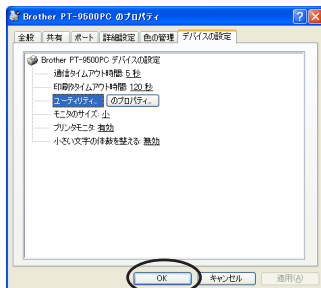 Brother PT-9500PC のプロパティ
全般 共有 ポート 詳細設定 色の管理 デバイスの設定
Brother PT-9500PC デバイスの設定
通信タイムアウト時間: 5 秒
印刷タイムアウト時間: 120 秒
ユーティリティ... のプロパティ...
モニタのサイズ: 小
プリンタモニタ: 有効
小さい文字の体裁を整える: 無効
OK キャンセル 適用(A)